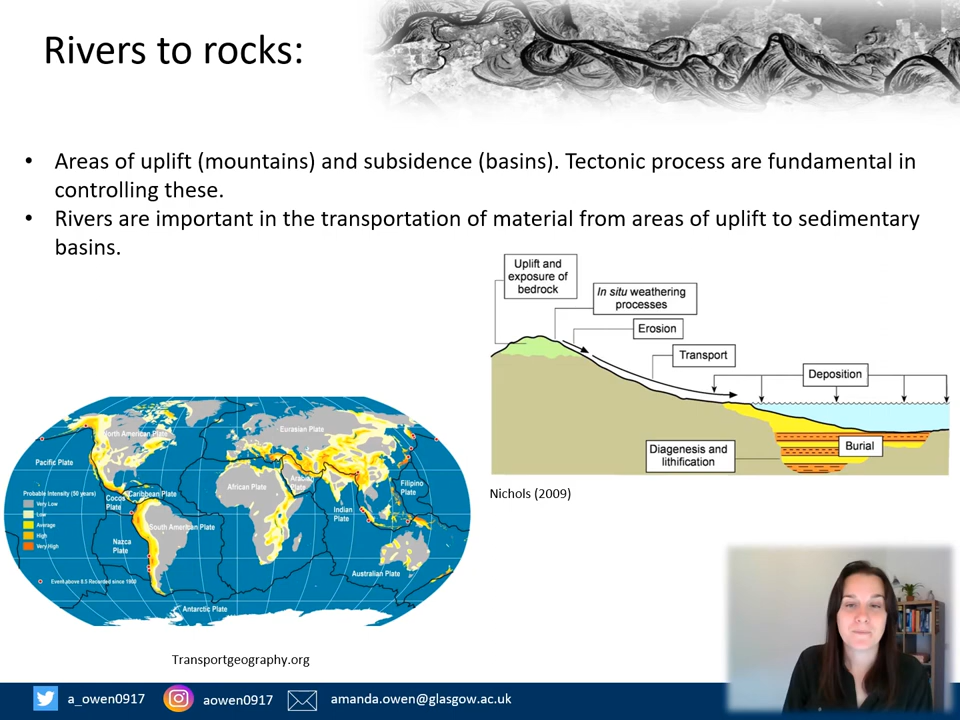 Rivers to rocks:
• Areas of uplift (mountains) and subsidence (basins). Tectonic process are fundamental in
controlling these.
• Rivers are important in the transportation of material from areas of uplift to sedimentary
basins.
Uplift and
exposure of
bedrock
In situ weathering
processes
Erosion
Transport
Deposition
Burial
Diagenesis and
lithification
Nichols (2009)
North American Plate
Eurasian Plate
Pacific Plate
Probable Intensity (50 years)
Very Low
Low
Average
High
Very High
Cocos
Plate
Caribbean Plate
African Plate
Plate
Indian
Plate
Filipino
Plate
South American Plate
Nazca
Plate
Australian Plate
Event above 8.5 Recorded since 1900
Antarctic Plate
Transportgeography.org
a_owen0917
aowen0917
amanda.owen@glasgow.ac.uk